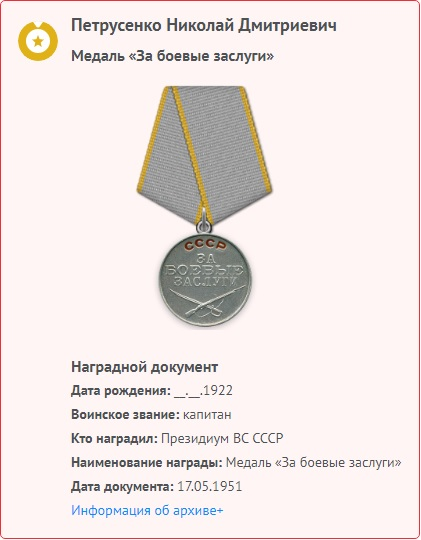 Петрусенко Николай Дмитриевич
Медаль «За боевые заслуги»
СССР
ЗА
БОЕВЫЕ
ЗАСЛУГИ
Наградной документ
Дата рождения: __.__.1922
Воинское звание: капитан
Кто наградил: Президиум ВС СССР
Наименование награды: Медаль «За боевые заслуги»
Дата документа: 17.05.1951
Информация об архиве+